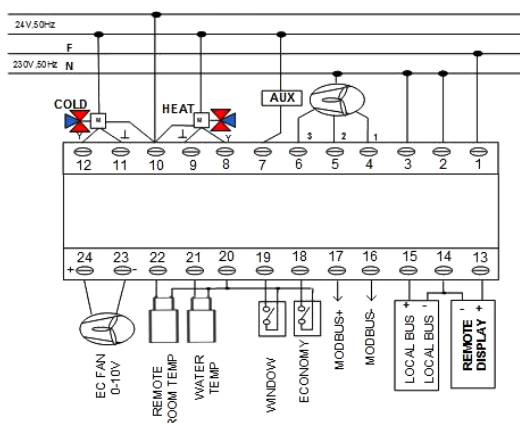 24V,50Hz
F
230V,50Hz N
COLD
M
HEAT
M
AUX
Y
⊥
⊥
Y
3 2 1
12 11 10 9 8 7 6 5 4 3 2 1
24 23 22 21 20 19 18 17 16 15 14 13
+ -
EC FAN
0-10V
REMOTE
ROOM TEMP
WATER
TEMP
WINDOW
ECONOMY
MODBUS+
MODBUS-
+ -
LOCAL BUS
LOCAL BUS
- +
REMOTE
DISPLAY